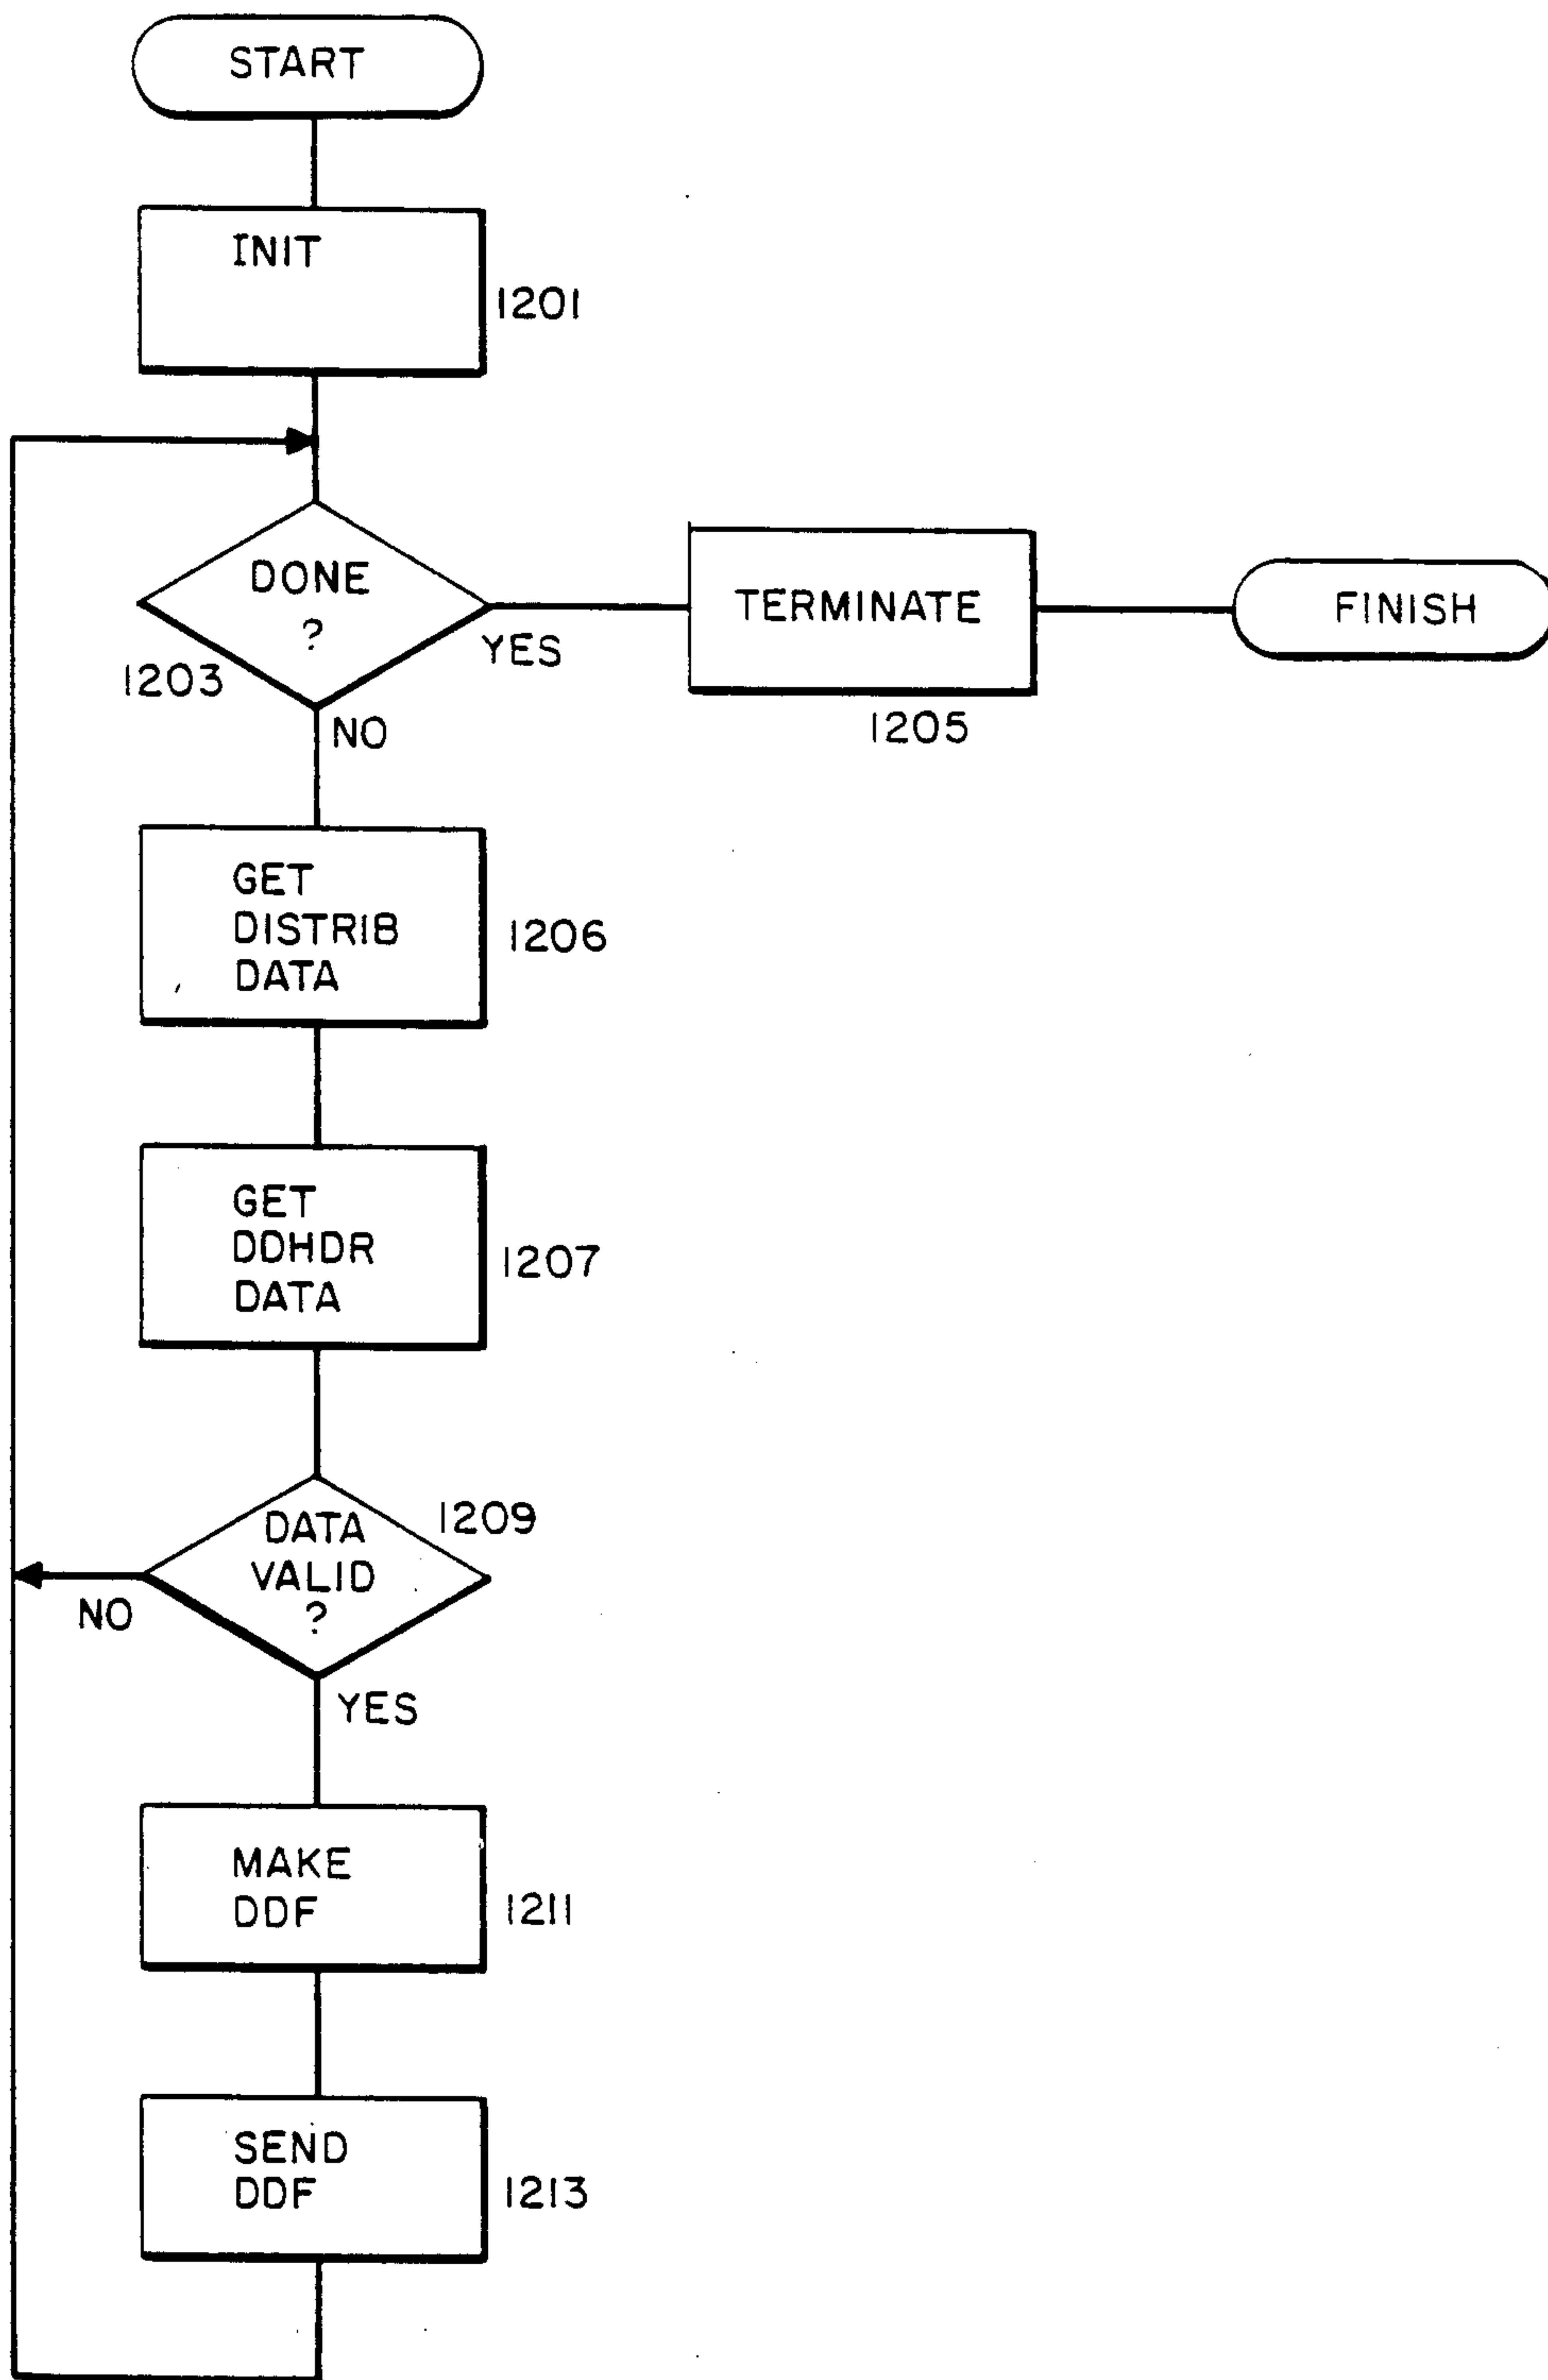 START
INIT
1201
DONE
?
1203
YES
NO
TERMINATE
1205
FINISH
GET
DISTRIB
DATA
1206
GET
DDHDR
DATA
1207
DATA
VALID
?
1209
NO
YES
MAKE
DDF
1211
SEND
DDF
1213